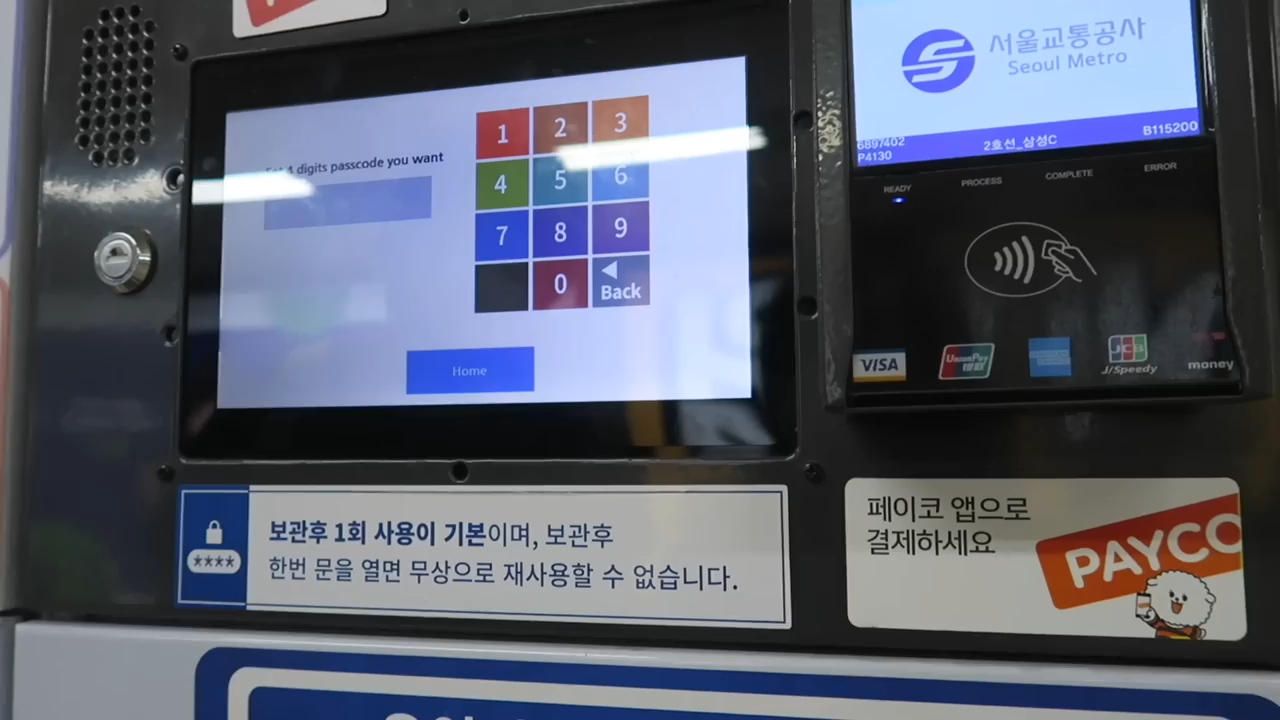 4 digits passcode you want
1 2 3
4 5 6
7 8 9
0 Back
Home
서울교통공사
Seoul Metro
6897402
P4130
2호선_삼성C
B115200
READY
PROCESS
COMPLETE
ERROR
VISA
UnionPay
JCB
J/Speedy
money
****
보관후 1회 사용이 기본이며, 보관후
한번 문을 열면 무상으로 재사용할 수 없습니다.
페이코 앱으로
결제하세요
PAYCO